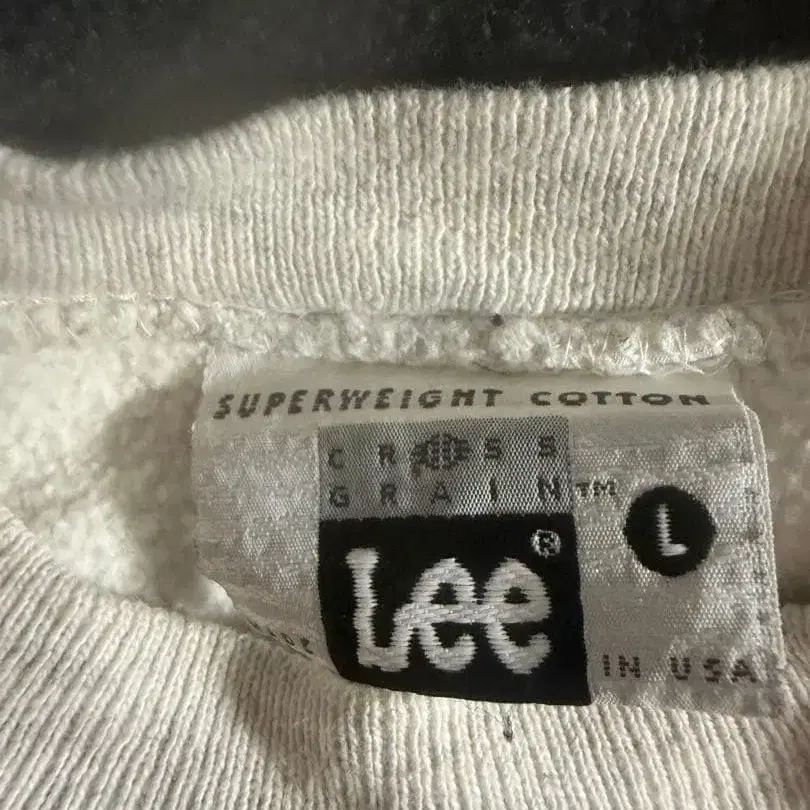 SUPERWEIGHT COTTON
CROSS
GRAIN™
Lee®
L
IN USA